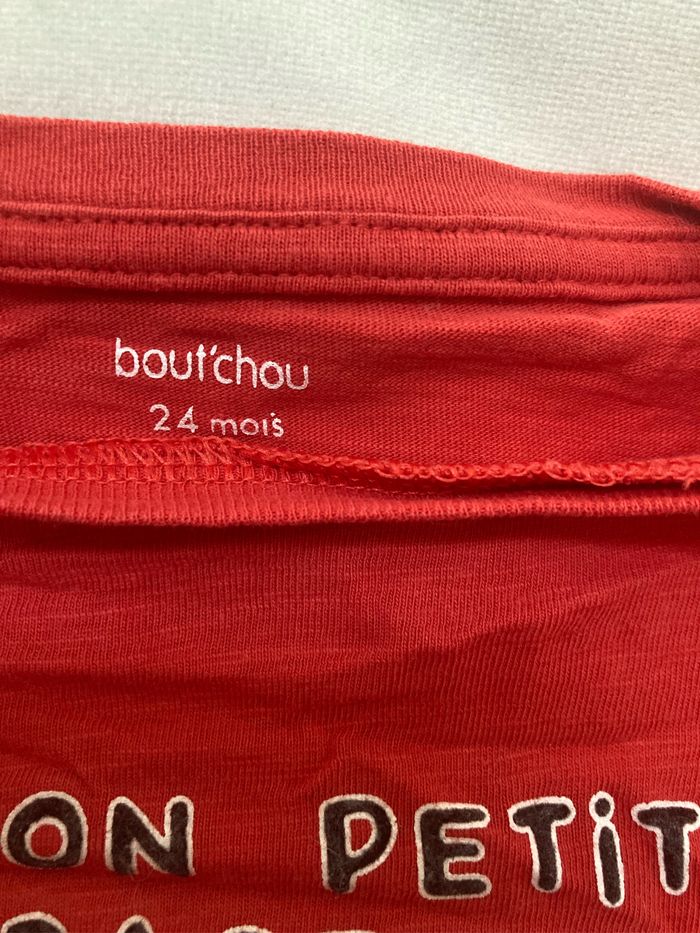 bout'chou
24 mois
ON PETIT